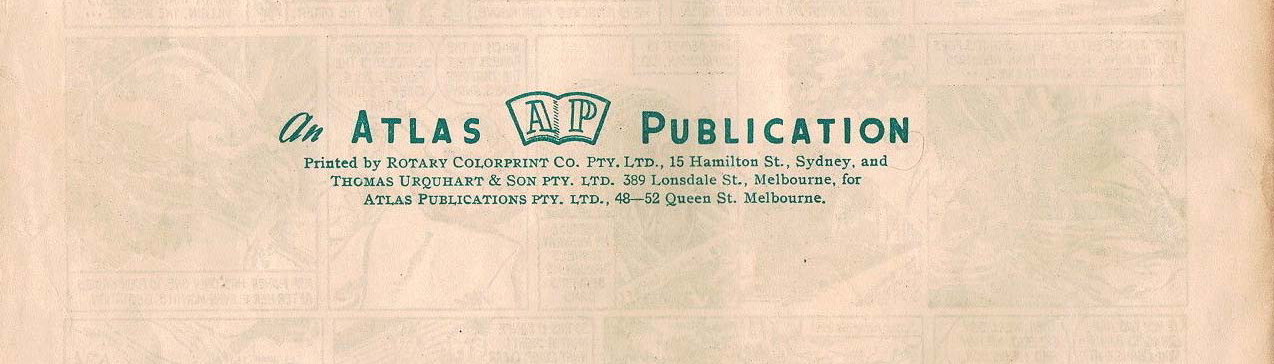 An ATLAS AP PUBLICATION
Printed by ROTARY COLORPRINT CO. PTY. LTD., 15 Hamilton St., Sydney, and
THOMAS URQUHART & SON PTY. LTD. 389 Lonsdale St., Melbourne, for
ATLAS PUBLICATIONS PTY. LTD., 48—52 Queen St. Melbourne.